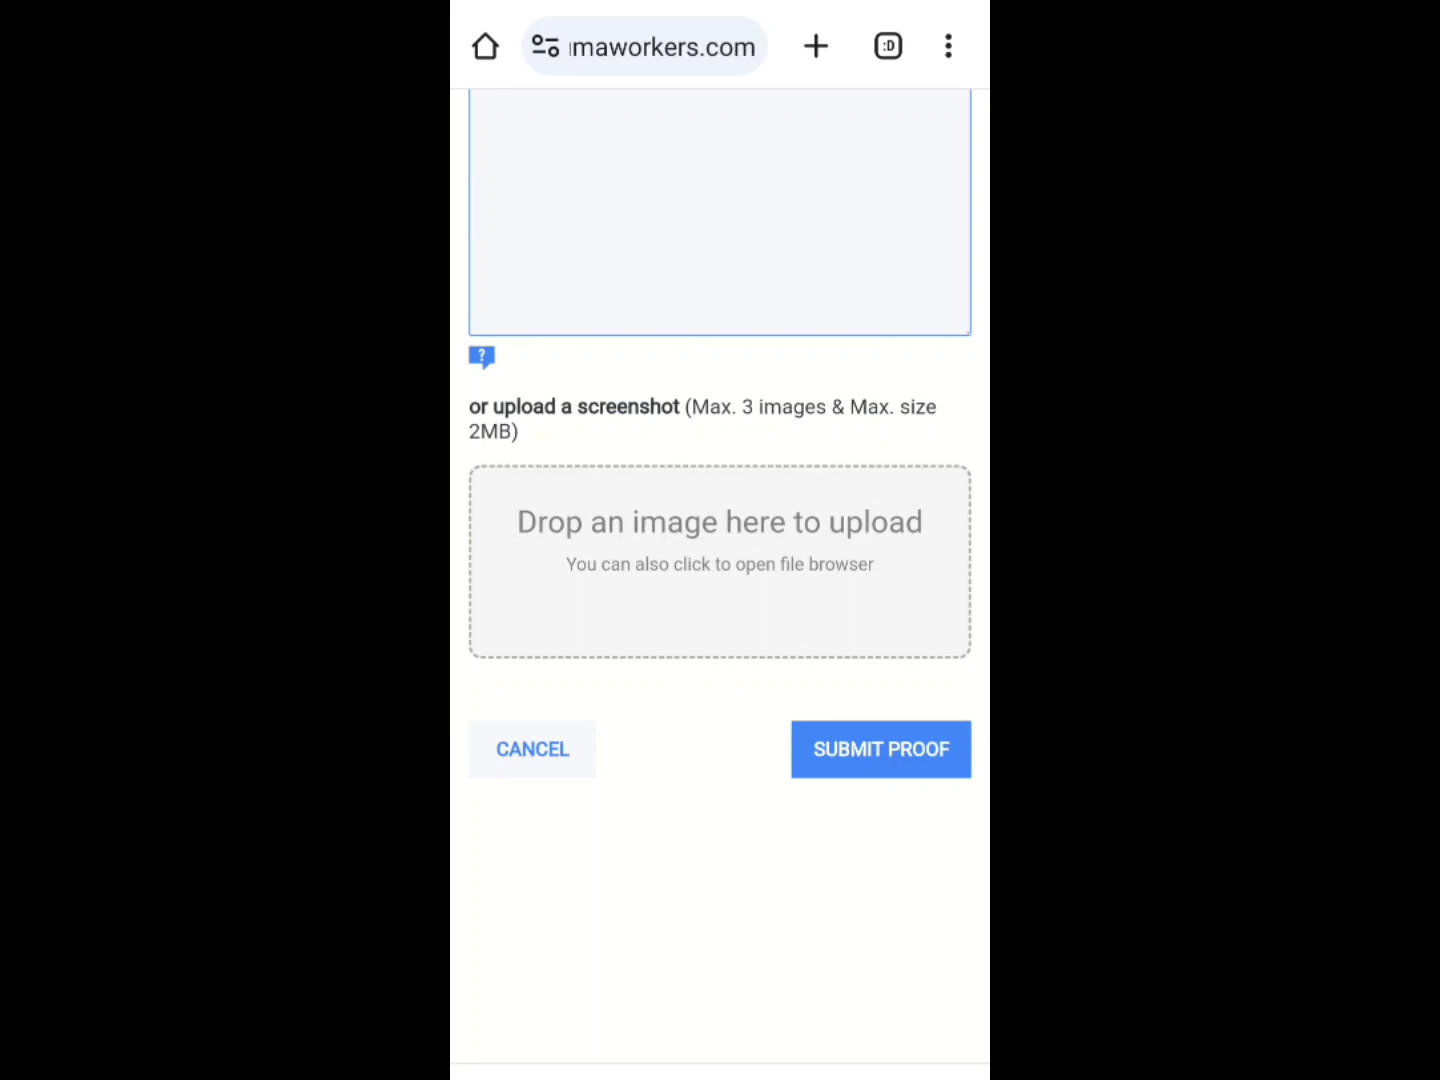 maworkers.com
:D
?
or upload a screenshot (Max. 3 images & Max. size
2MB)
Drop an image here to upload
You can also click to open file browser
CANCEL
SUBMIT PROOF